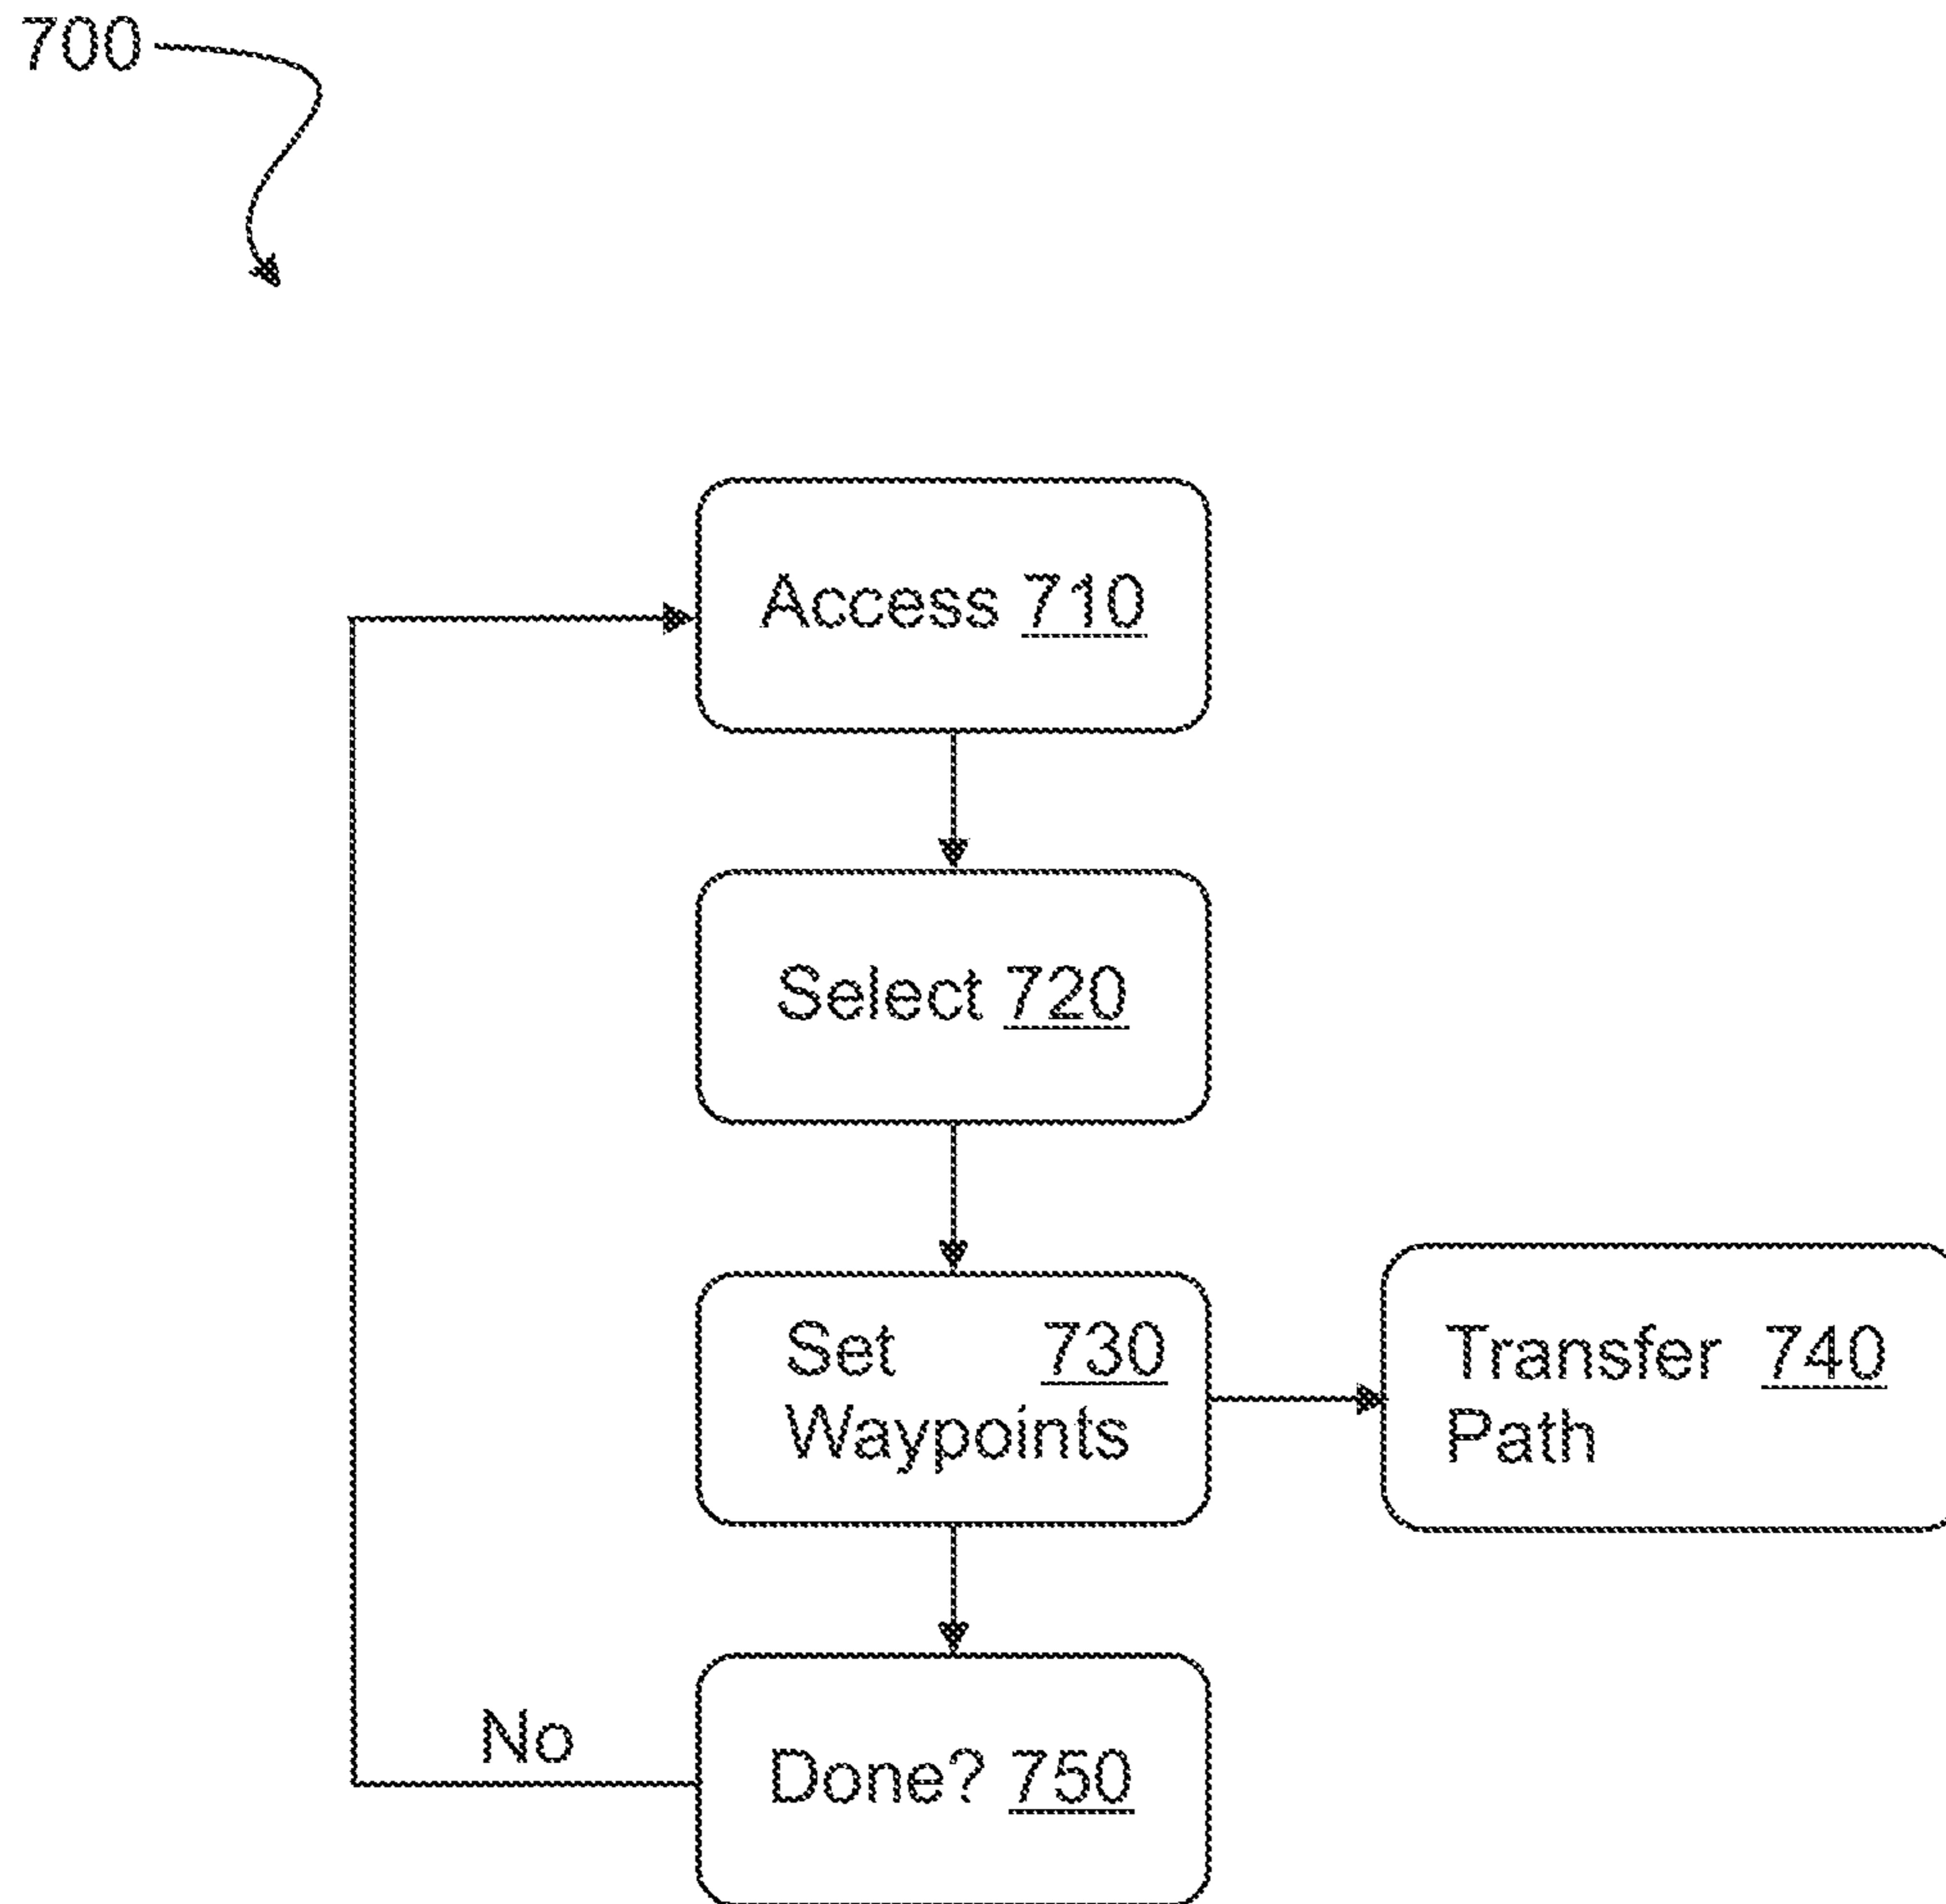 700
Access 710
Select 720
Set 730
Waypoints
Transfer 740
Path
No
Done? 750